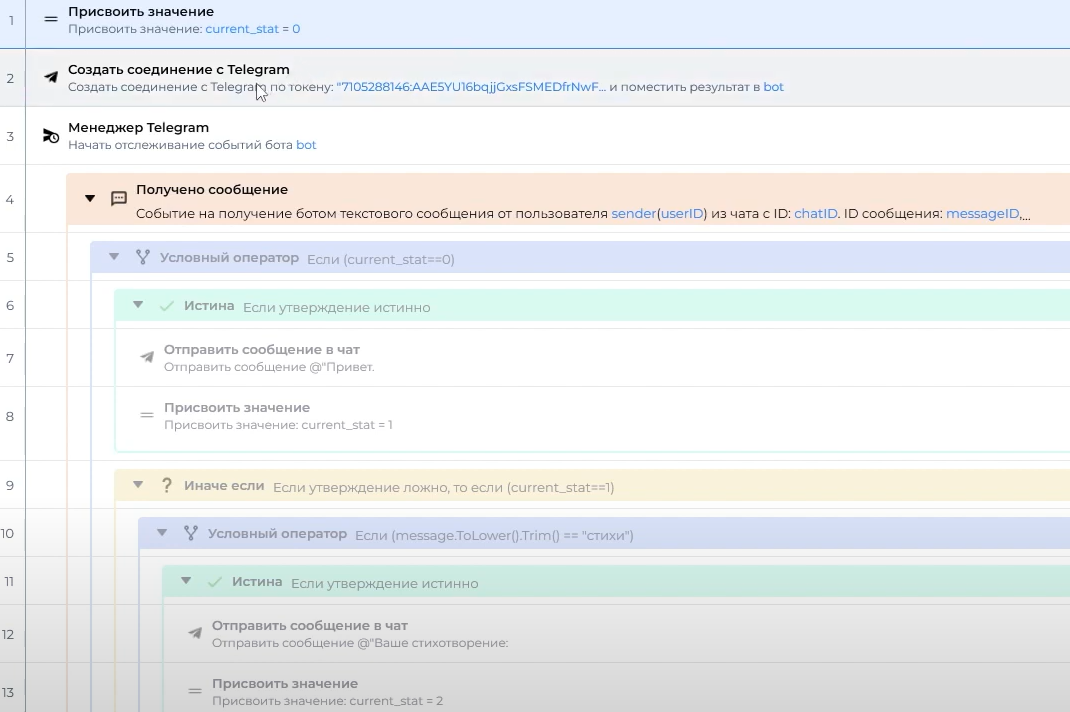 1
Присвоить значение
Присвоить значение: current_stat = 0
2
Создать соединение с Telegram
Создать соединение с Telegram по токену: "7105288146:AAE5YU16bqjjGxsFSMEDfrNwF... и поместить результат в bot
3
Менеджер Telegram
Начать отслеживание событий бота bot
4
Получено сообщение
Событие на получение ботом текстового сообщения от пользователя sender(userID) из чата с ID: chatID. ID сообщения: messageID,...
5
Условный оператор Если (current_stat==0)
6
Истина Если утверждение истинно
7
Отправить сообщение в чат
Отправить сообщение @"Привет.
8
Присвоить значение
Присвоить значение: current_stat = 1
9
? Иначе если Если утверждение ложно, то если (current_stat==1)
10
Условный оператор Если (message.ToLower().Trim() == "стихи")
11
Истина Если утверждение истинно
12
Отправить сообщение в чат
Отправить сообщение @"Ваше стихотворение:
13
Присвоить значение
Присвоить значение: current_stat = 2